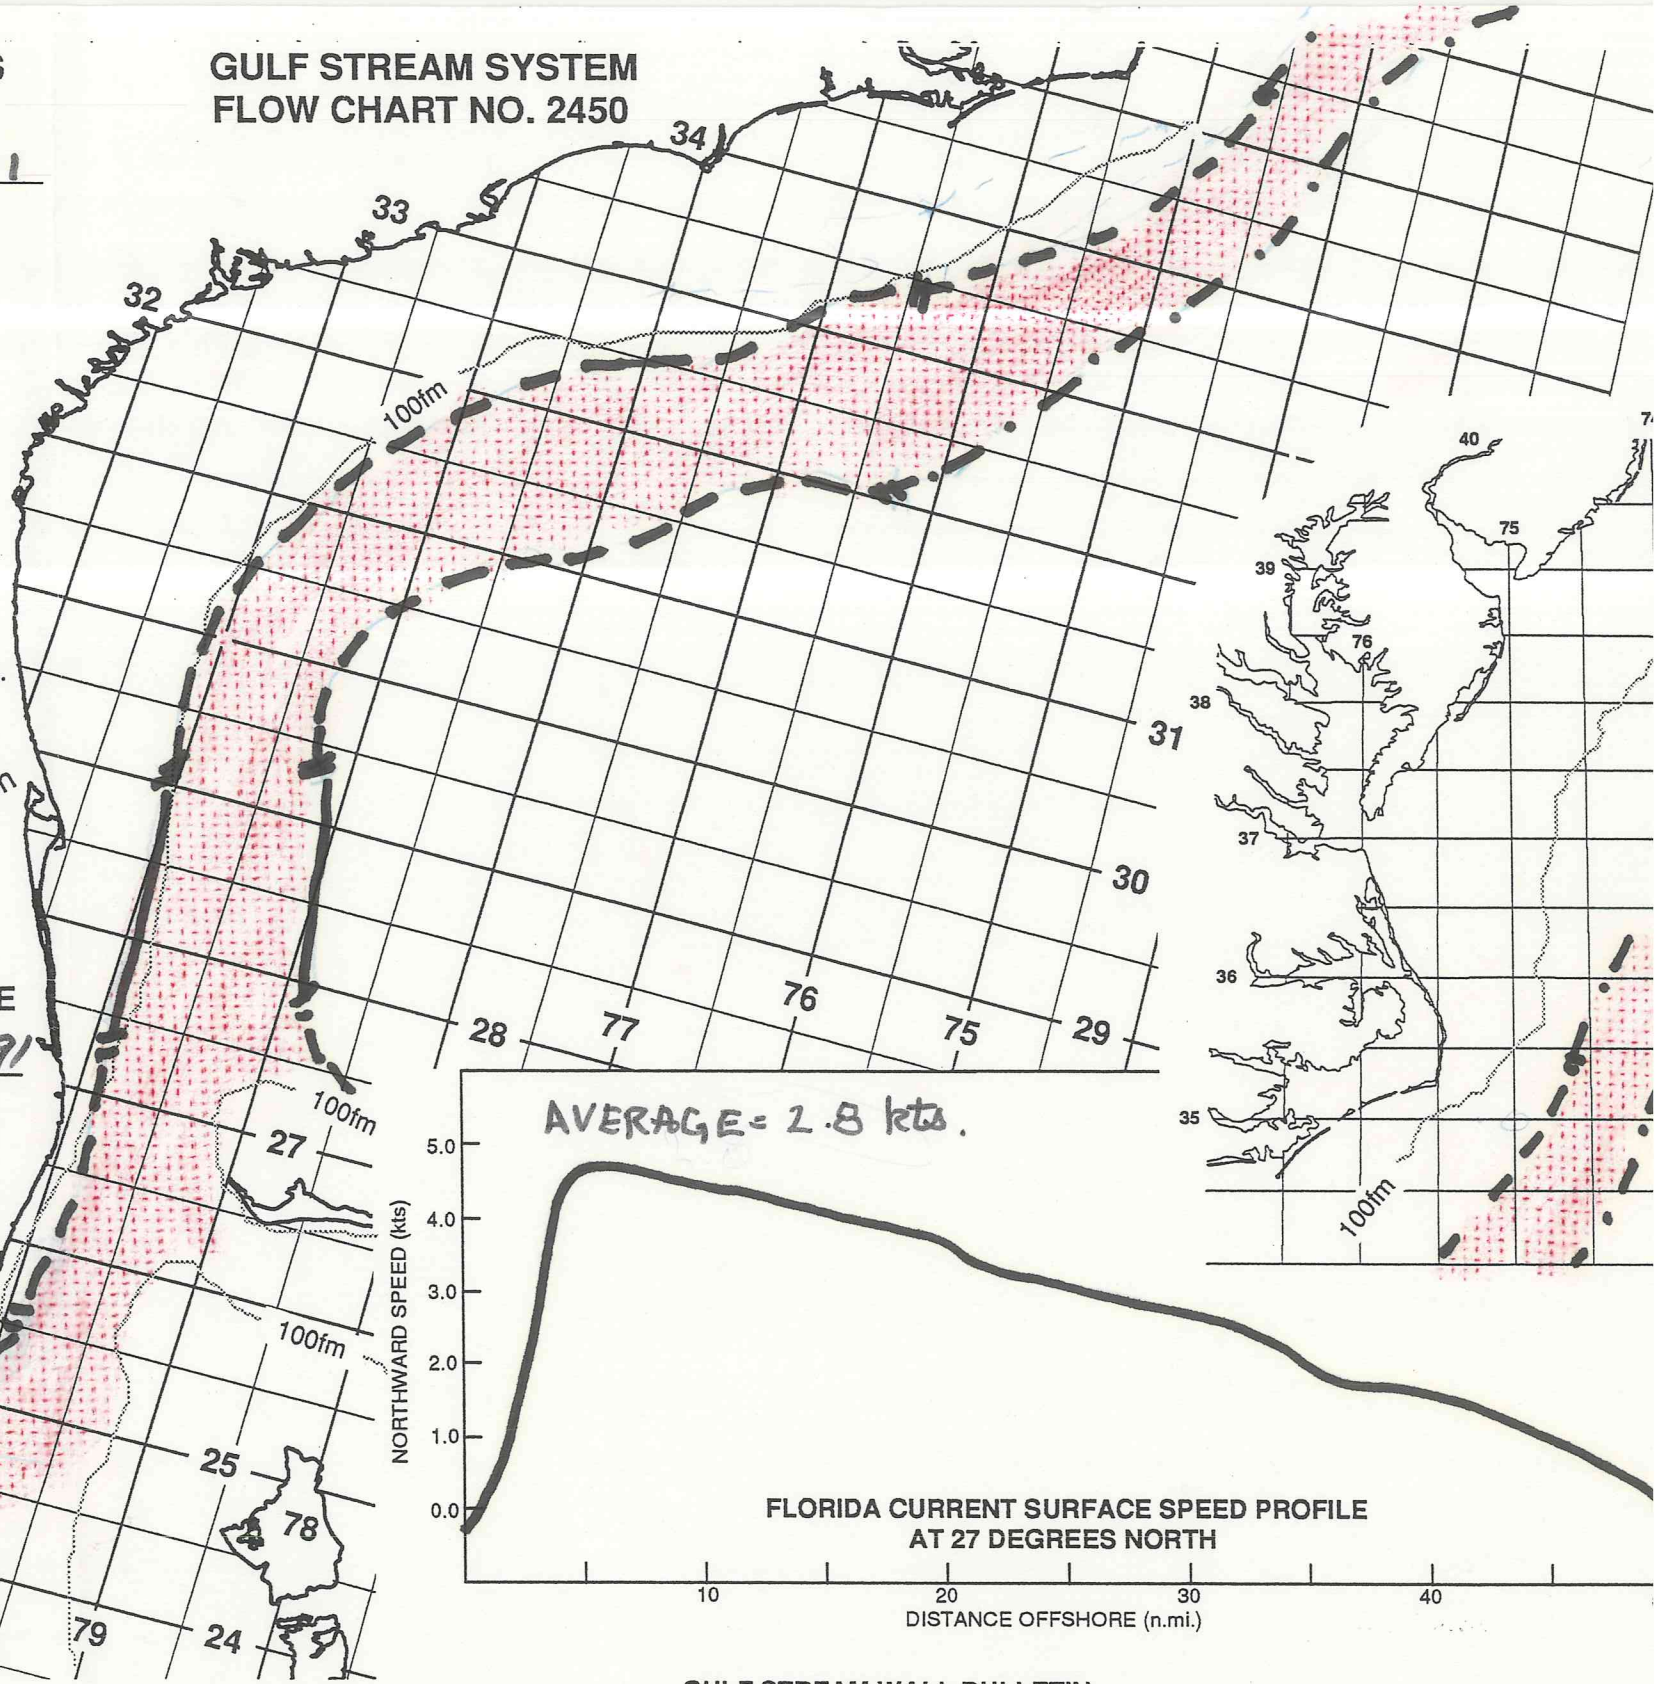 GULF STREAM SYSTEM
FLOW CHART NO. 2450
34
33
32
100fm
40
75
39
76
38
31
37
30
36
E
91
76
28
77
75
29
35
100fm
100fm
27
AVERAGE = 2.8 kts.
5.0
4.0
3.0
2.0
1.0
0.0
NORTHWARD SPEED (kts)
100fm
25
78
79
24
FLORIDA CURRENT SURFACE SPEED PROFILE
AT 27 DEGREES NORTH
10
20
30
40
DISTANCE OFFSHORE (n.mi.)